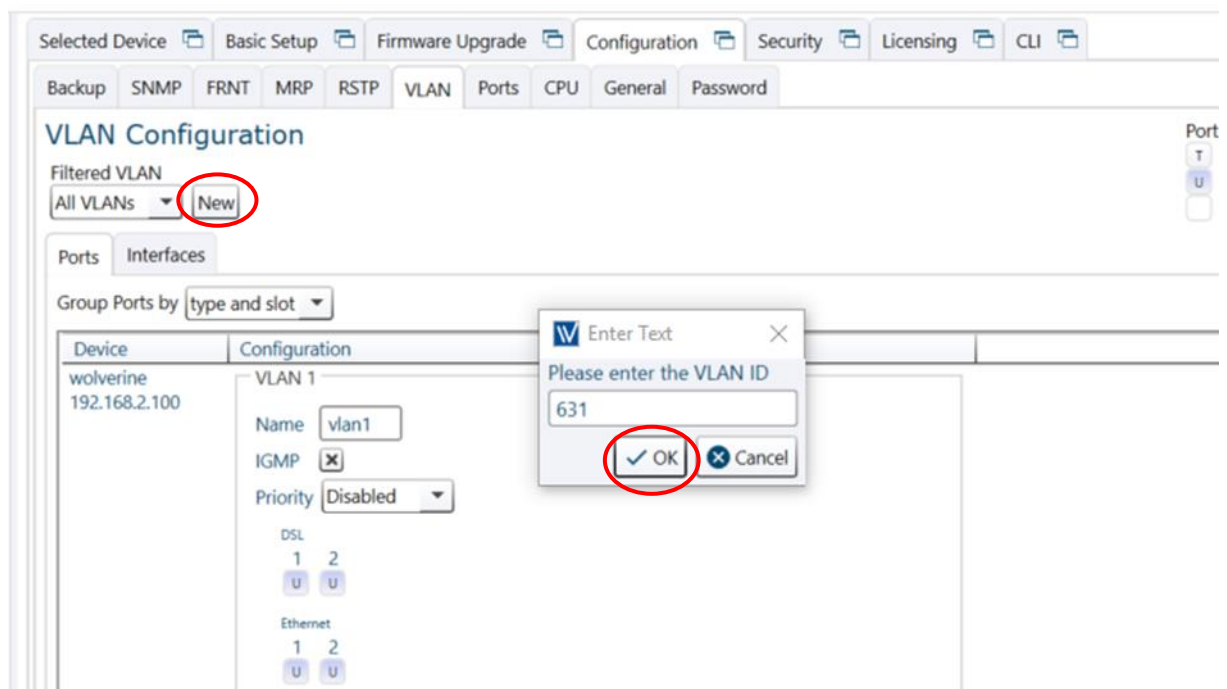 Selected Device Basic Setup Firmware Upgrade Configuration Security Licensing CLI
Backup SNMP FRNT MRP RSTP VLAN Ports CPU General Password
VLAN Configuration
Port
T
U
Filtered VLAN
All VLANs New
Ports Interfaces
Group Ports by type and slot
Enter Text
Please enter the VLAN ID
631
OK Cancel
Device Configuration
wolverine
192.168.2.100
VLAN 1
Name vlan1
IGMP
Priority Disabled
DSL
1 2
U U
Ethernet
1 2
U U